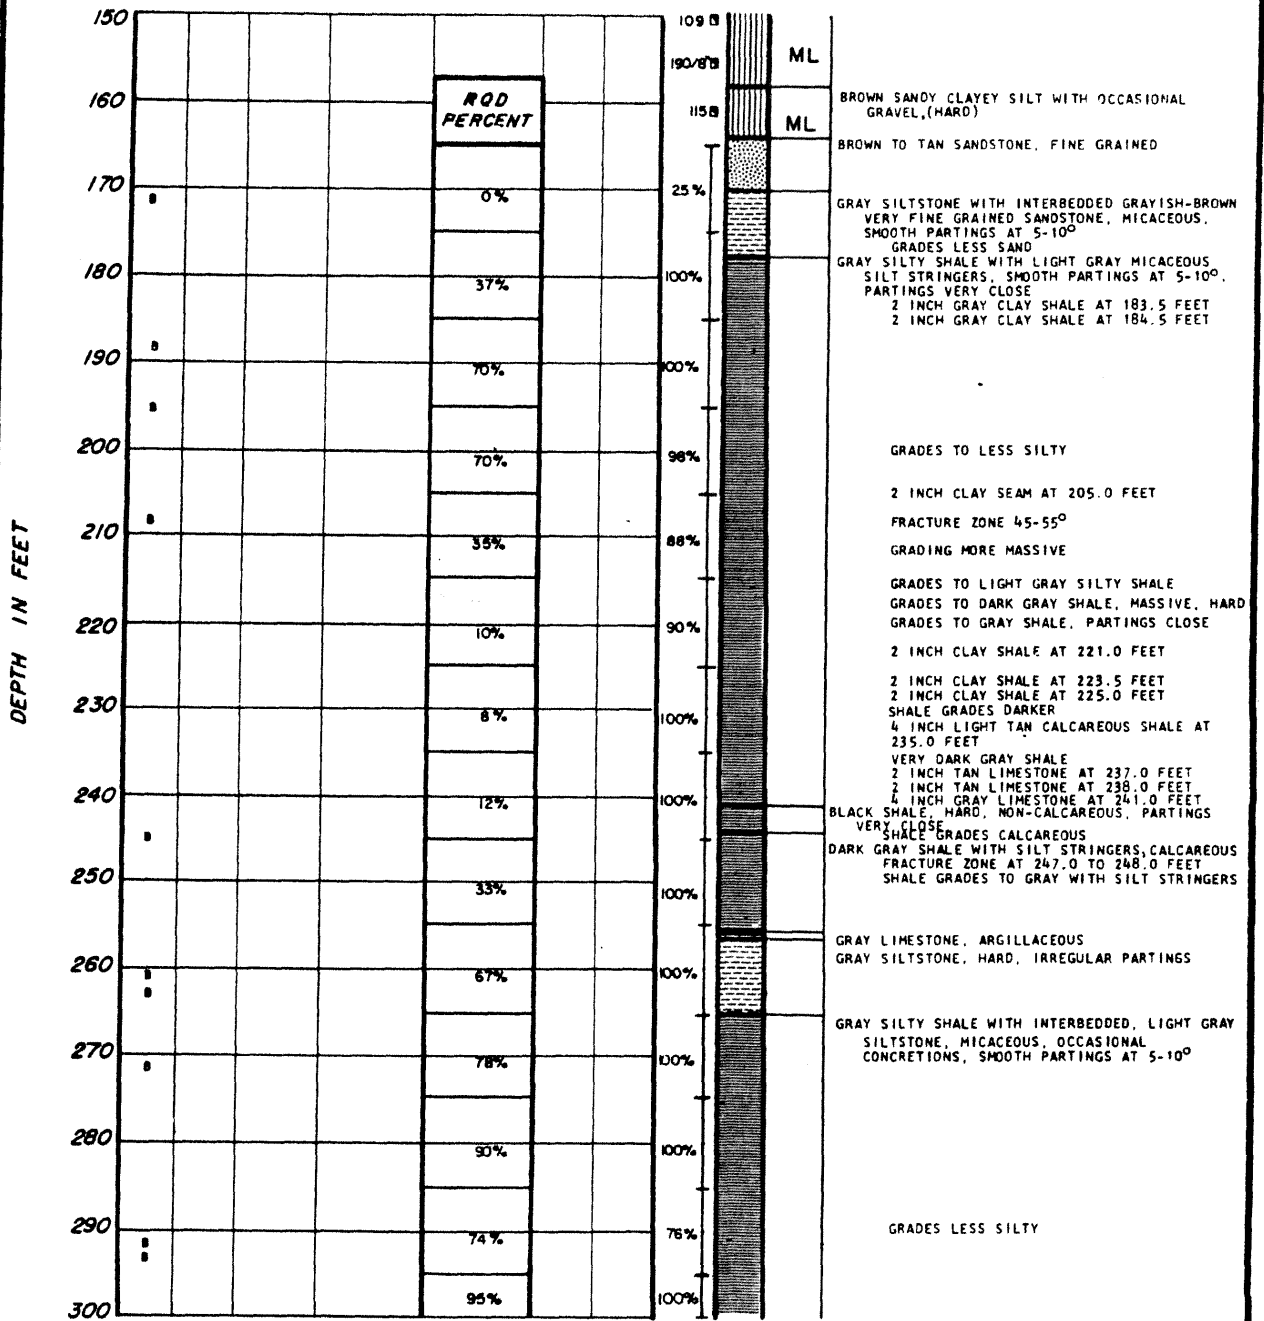 150
109
ML
190/8"
160
RQD
PERCENT
115
ML
BROWN SANDY CLAYEY SILT WITH OCCASIONAL
GRAVEL,(HARD)
BROWN TO TAN SANDSTONE, FINE GRAINED
170
0%
25%
GRAY SILTSTONE WITH INTERBEDDED GRAYISH-BROWN
VERY FINE GRAINED SANDSTONE, MICACEOUS,
SMOOTH PARTINGS AT 5-10°
GRADES LESS SAND
GRAY SILTY SHALE WITH LIGHT GRAY MICACEOUS
SILT STRINGERS, SMOOTH PARTINGS AT 5-10°,
PARTINGS VERY CLOSE
180
37%
100%
2 INCH GRAY CLAY SHALE AT 183.5 FEET
2 INCH GRAY CLAY SHALE AT 184.5 FEET
190
70%
100%
200
70%
98%
GRADES TO LESS SILTY
2 INCH CLAY SEAM AT 205.0 FEET
FRACTURE ZONE 45-55°
DEPTH IN FEET
210
35%
88%
GRADING MORE MASSIVE
GRADES TO LIGHT GRAY SILTY SHALE
GRADES TO DARK GRAY SHALE, MASSIVE, HARD
GRADES TO GRAY SHALE, PARTINGS CLOSE
220
10%
90%
2 INCH CLAY SHALE AT 221.0 FEET
2 INCH CLAY SHALE AT 223.5 FEET
2 INCH CLAY SHALE AT 225.0 FEET
230
8%
100%
SHALE GRADES DARKER
4 INCH LIGHT TAN CALCAREOUS SHALE AT
235.0 FEET
VERY DARK GRAY SHALE
2 INCH TAN LIMESTONE AT 237.0 FEET
2 INCH TAN LIMESTONE AT 238.0 FEET
4 INCH GRAY LIMESTONE AT 241.0 FEET
240
12%
100%
BLACK SHALE, HARD, NON-CALCAREOUS, PARTINGS
VERY CLOSE
SHALE GRADES CALCAREOUS
DARK GRAY SHALE WITH SILT STRINGERS, CALCAREOUS
FRACTURE ZONE AT 247.0 TO 248.0 FEET
SHALE GRADES TO GRAY WITH SILT STRINGERS
250
33%
100%
GRAY LIMESTONE, ARGILLACEOUS
GRAY SILTSTONE, HARD, IRREGULAR PARTINGS
260
67%
100%
GRAY SILTY SHALE WITH INTERBEDDED, LIGHT GRAY
SILTSTONE, MICACEOUS, OCCASIONAL
CONCRETIONS, SMOOTH PARTINGS AT 5-10°
270
78%
100%
280
90%
100%
290
74%
76%
GRADES LESS SILTY
300
95%
100%